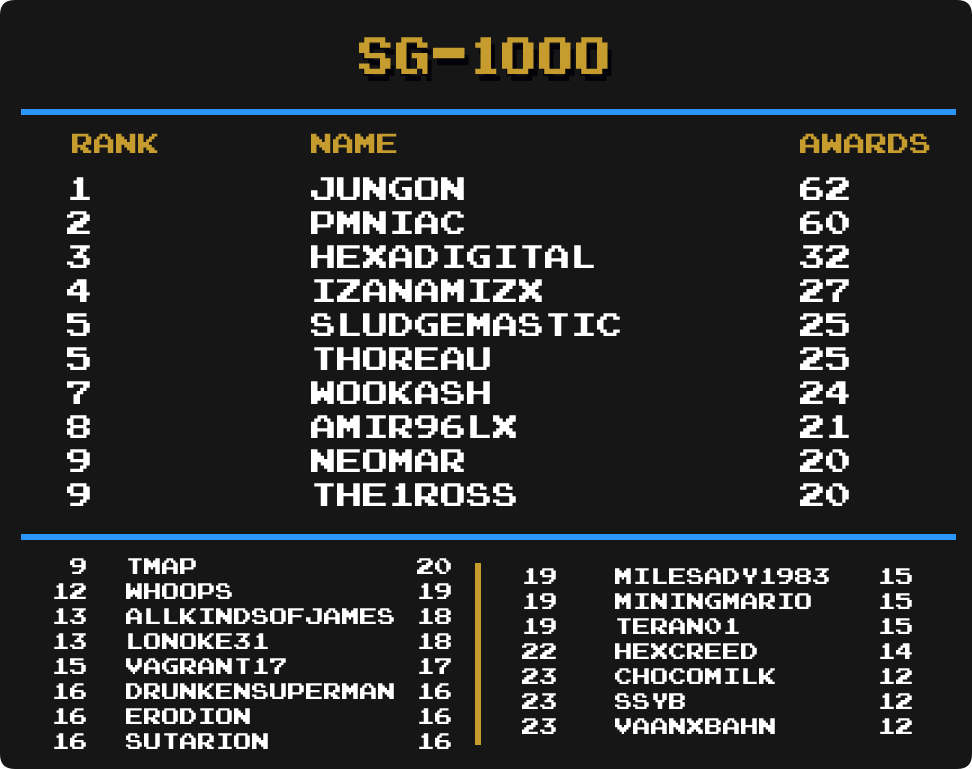 SG-1000
RANK NAME AWARDS
1 JUNGON 62
2 PMNIAC 60
3 HEXADIGITAL 32
4 IZANAMIZX 27
5 SLUDGEMASTIC 25
5 THOREAU 25
7 WOOKASH 24
8 AMIR96LX 21
9 NEOMAR 20
9 THE1ROSS 20
9 TMAP 20
12 WHOOPS 19
13 ALLKINDSOFJAMES 18
13 LONOKE31 18
15 VAGRANT17 17
16 DRUNKENSUPERMAN 16
16 ERODION 16
16 SUTARION 16
19 MILESADY1983 15
19 MININGMARIO 15
19 TERAN01 15
22 HEXCREED 14
23 CHOCOMILK 12
23 SSYB 12
23 VAANXBAHN 12